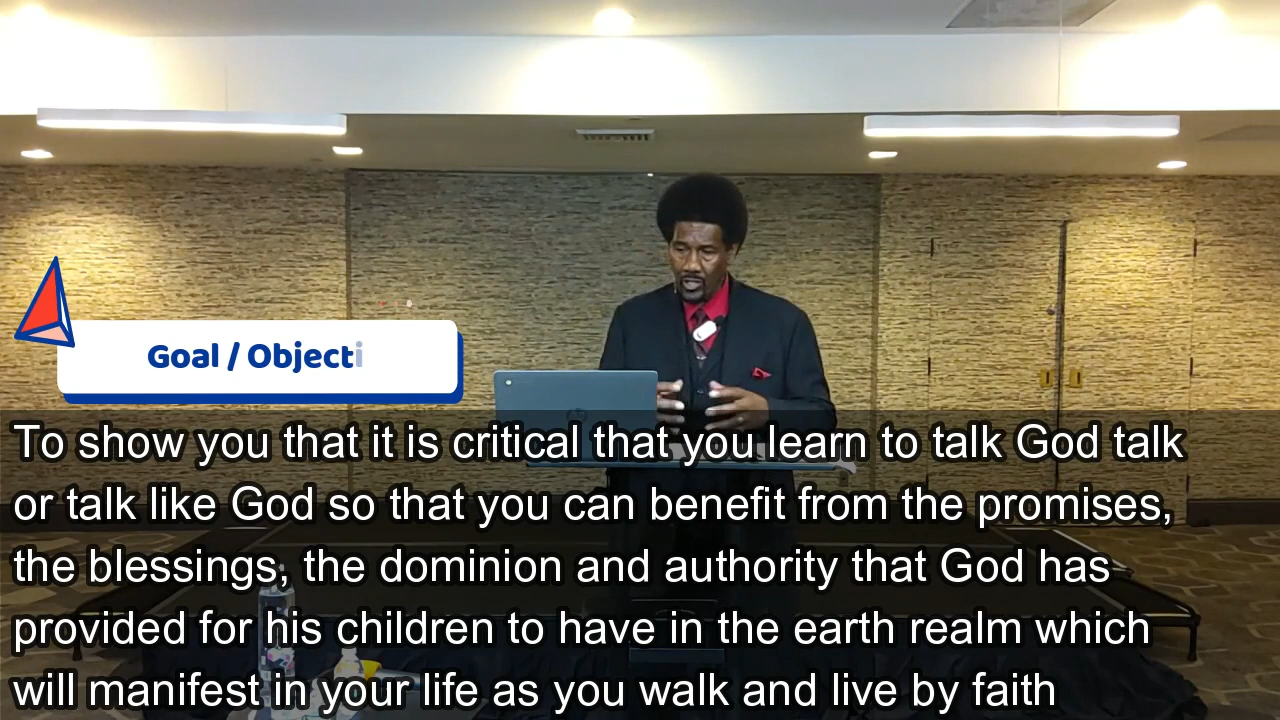 Goal / Objecti
To show you that it is critical that you learn to talk God talk
or talk like God so that you can benefit from the promises,
the blessings, the dominion and authority that God has
provided for his children to have in the earth realm which
will manifest in your life as you walk and live by faith